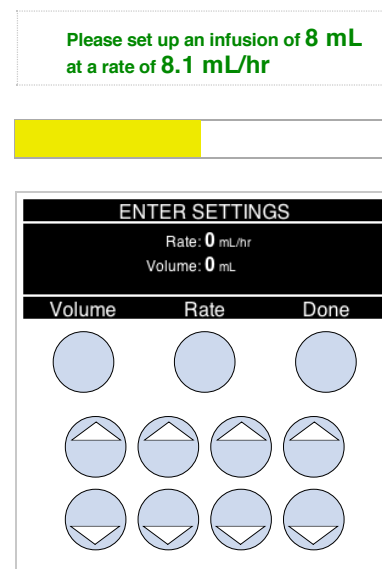 Please set up an infusion of 8 mL
at a rate of 8.1 mL/hr
ENTER SETTINGS
Rate: 0 mL/hr
Volume: 0 mL
Volume Rate Done